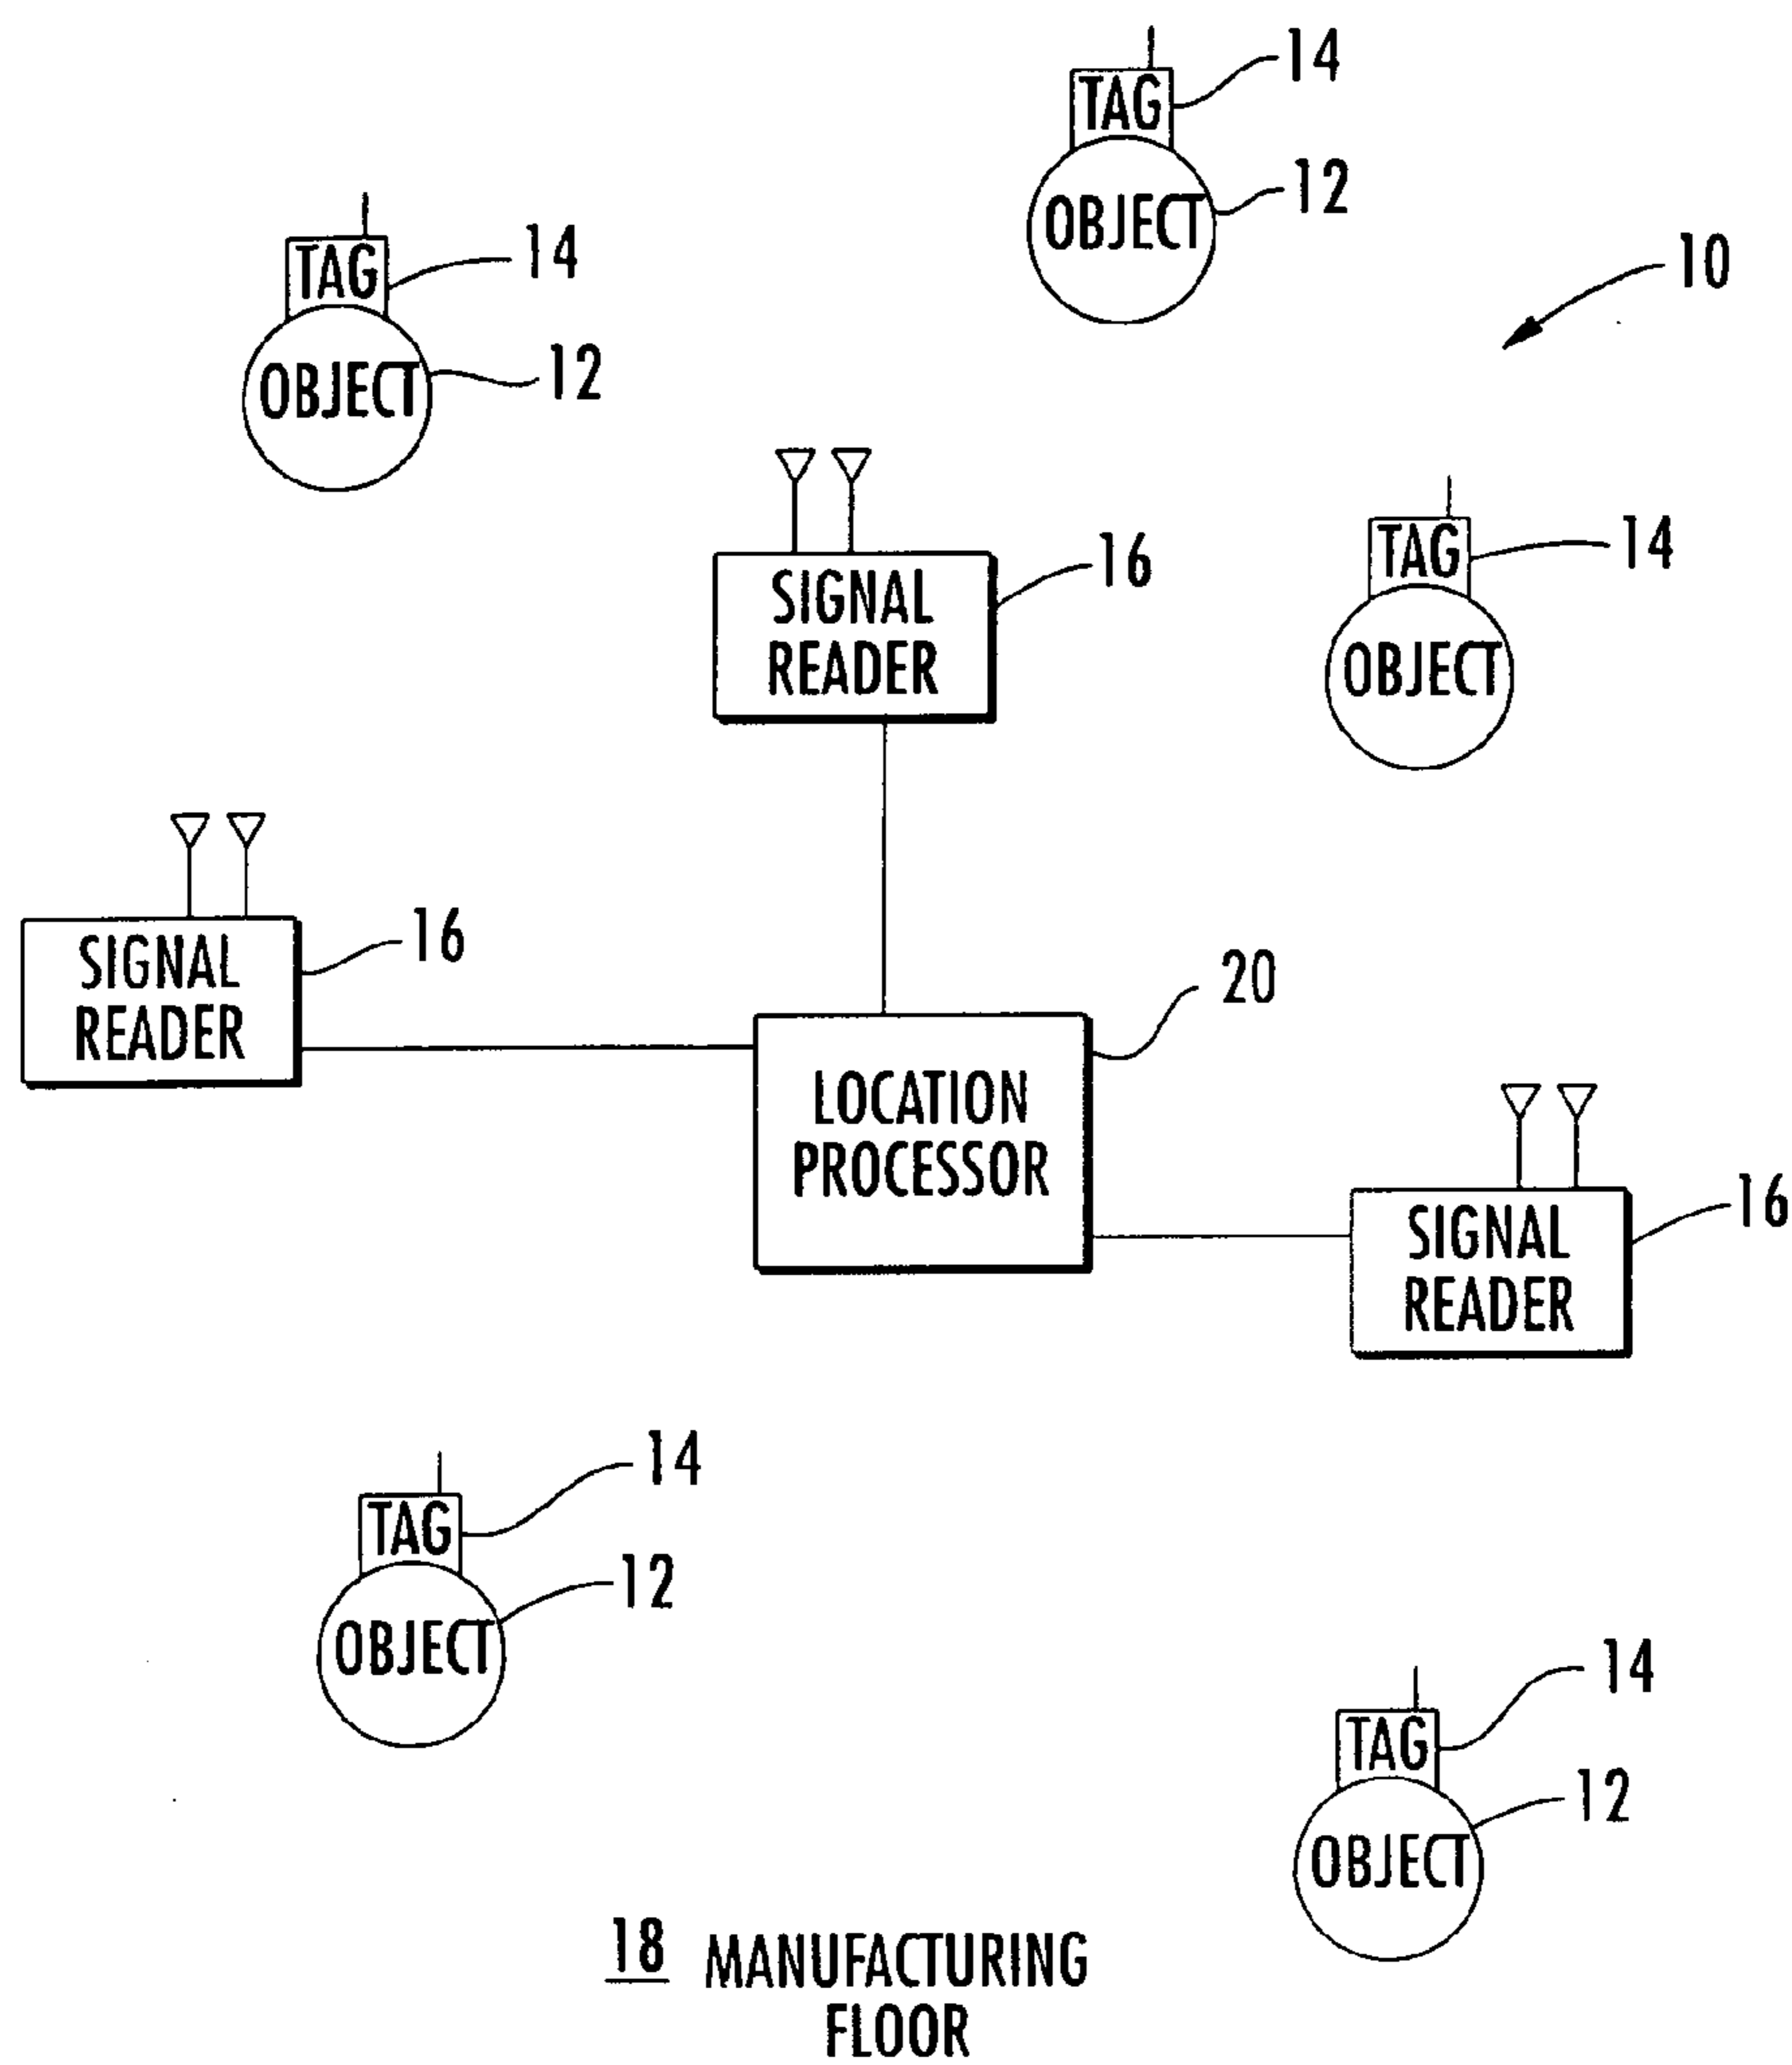 14
TAG
12
OBJECT
14
TAG
12
OBJECT
10
14
TAG
OBJECT
16
SIGNAL
READER
16
SIGNAL
READER
20
LOCATION
PROCESSOR
16
SIGNAL
READER
14
TAG
12
OBJECT
14
TAG
12
OBJECT
18 MANUFACTURING
FLOOR